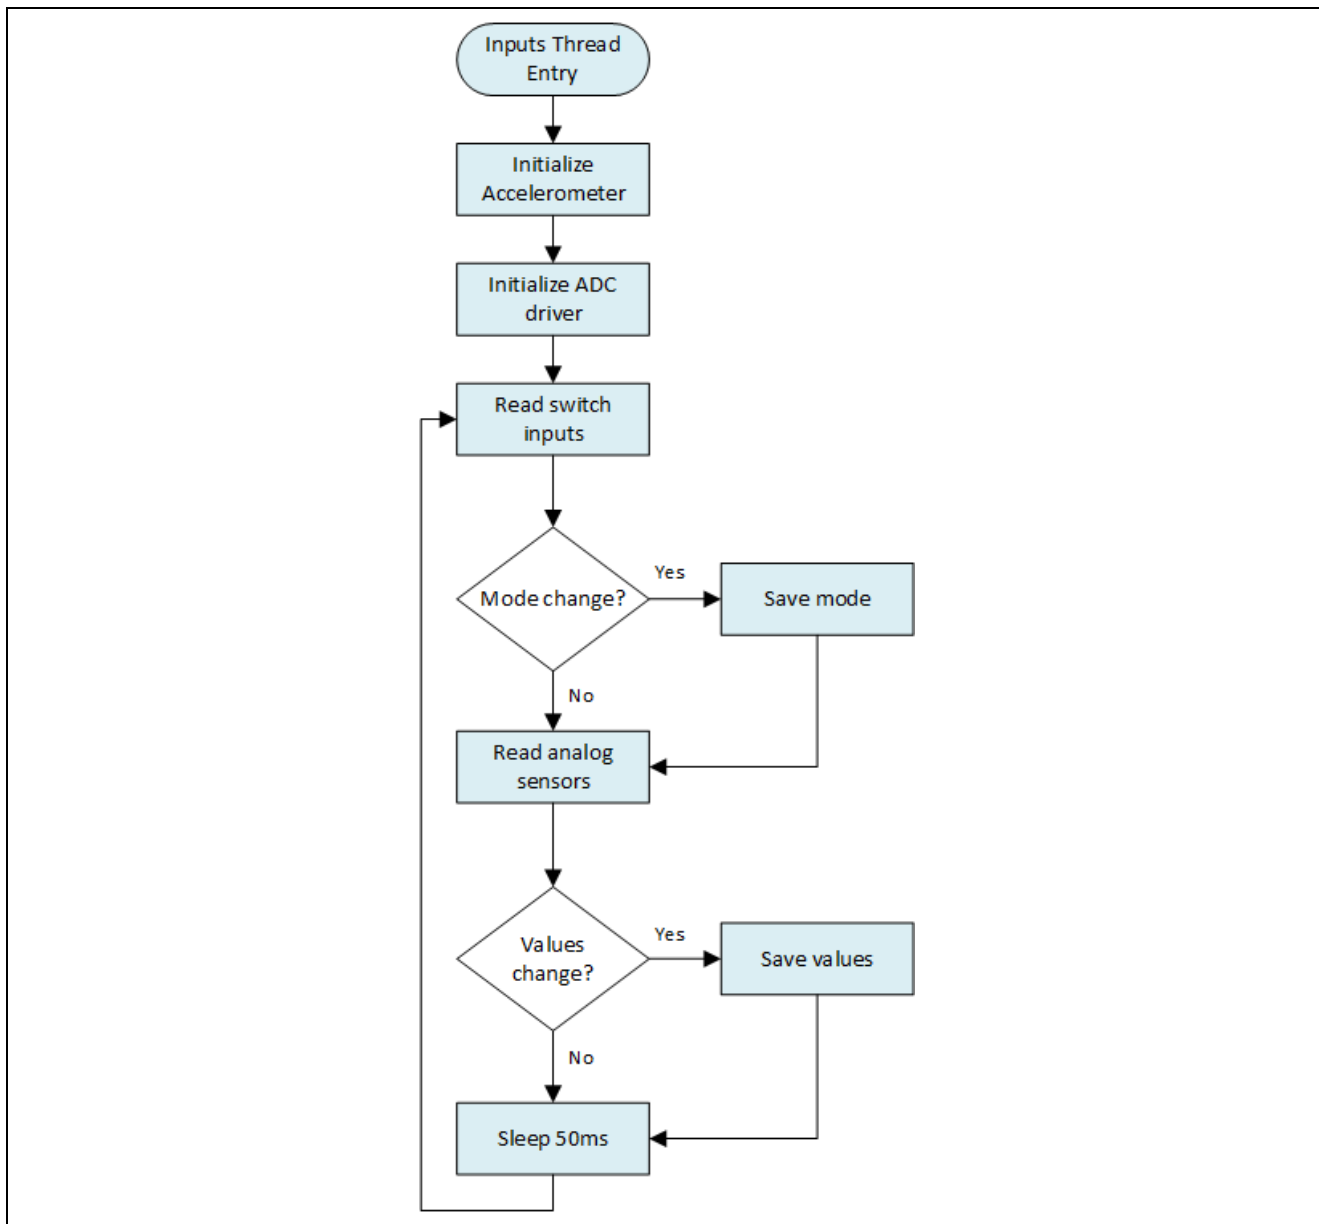 Inputs Thread
Entry
Initialize
Accelerometer
Initialize ADC
driver
Read switch
inputs
Mode change?
Yes
Save mode
No
Read analog
sensors
Values
change?
Yes
Save values
No
Sleep 50ms